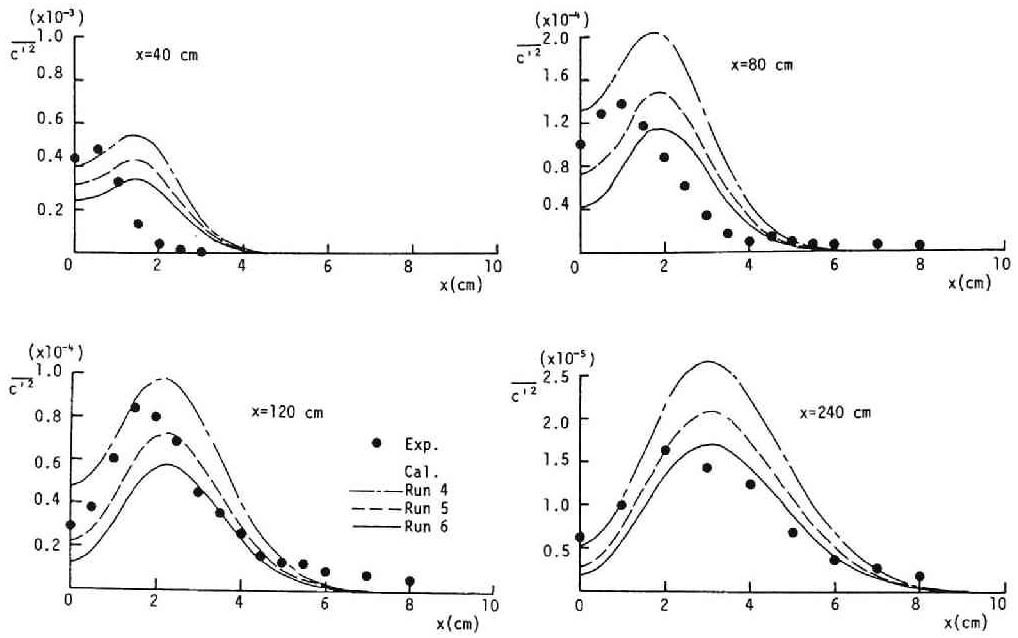 (x10⁻³)
1.0
c'²
x=40 cm
0.8
0.6
0.4
0.2
0 2 4 6 8 10
x(cm)
(x10⁻⁴)
2.0
c'²
x=80 cm
1.6
1.2
0.8
0.4
0 2 4 6 8 10
x(cm)
(x10⁻⁴)
1.0
c'²
0.8
x=120 cm
0.6
0.4
0.2
Exp.
Cal.
Run 4
Run 5
Run 6
0 2 4 6 8 10
x(cm)
(x10⁻⁵)
2.5
c'²
x=240 cm
2.0
1.5
1.0
0.5
0 2 4 6 8 10
x(cm)